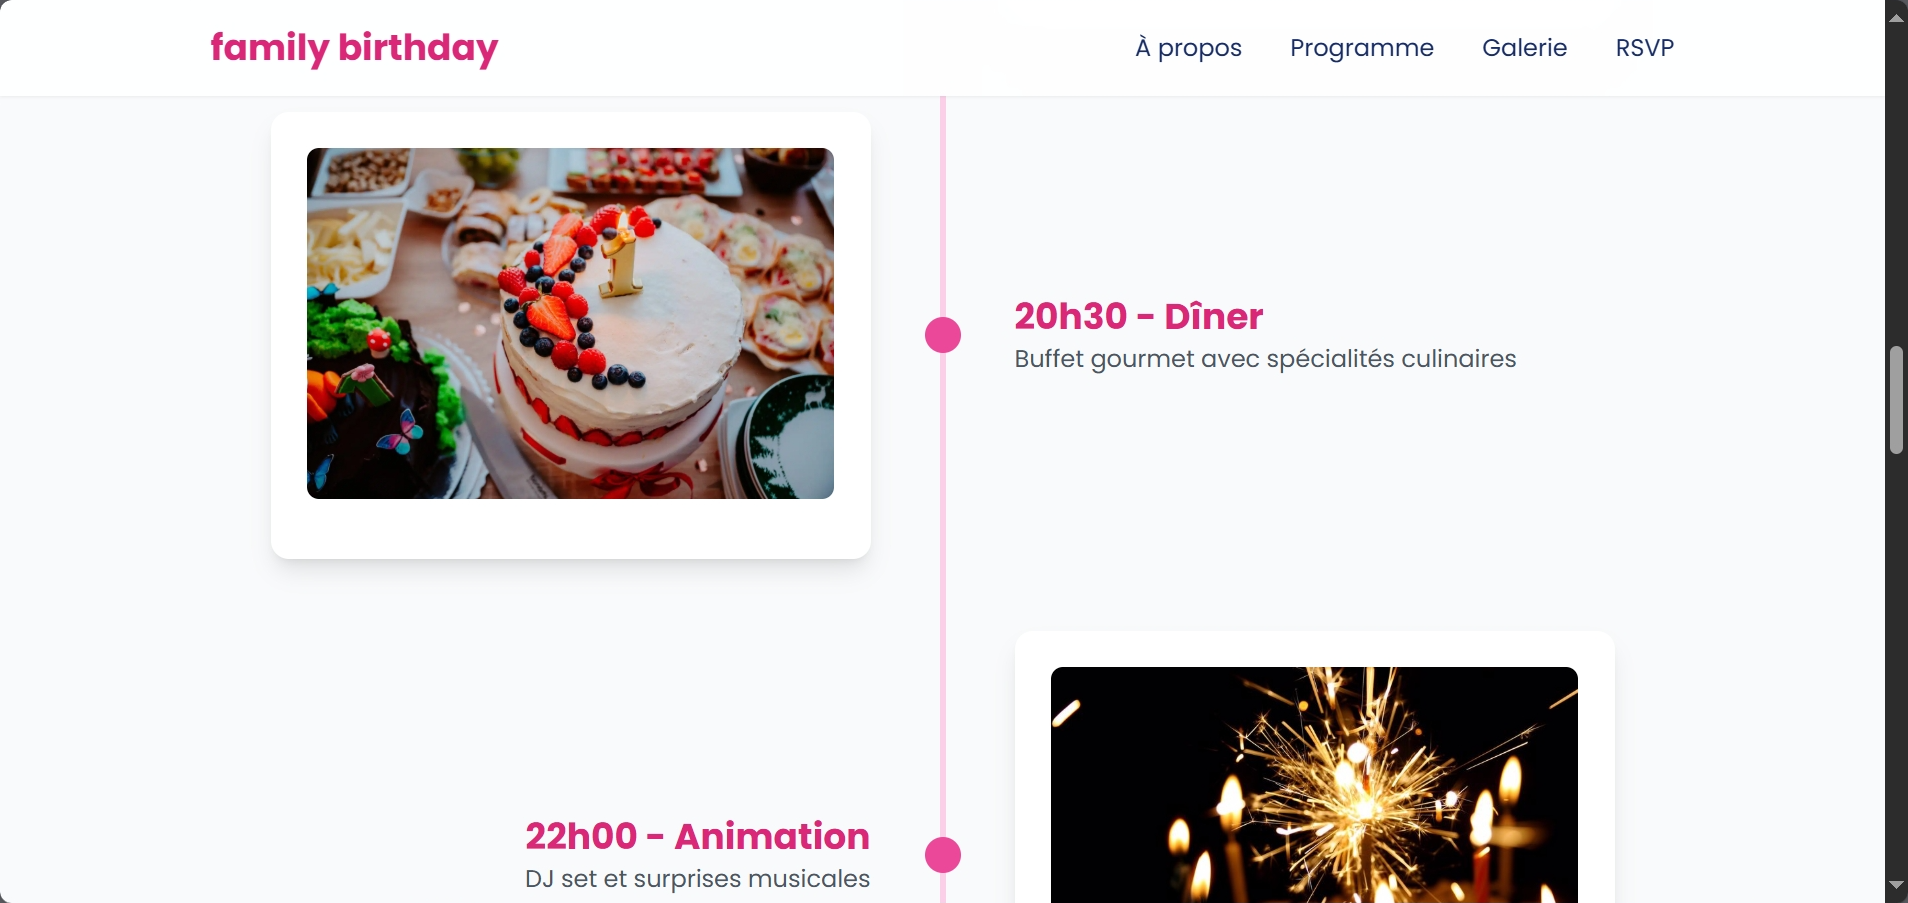 family birthday
À propos
Programme
Galerie
RSVP
1
20h30 - Dîner
Buffet gourmet avec spécialités culinaires
22h00 - Animation
DJ set et surprises musicales